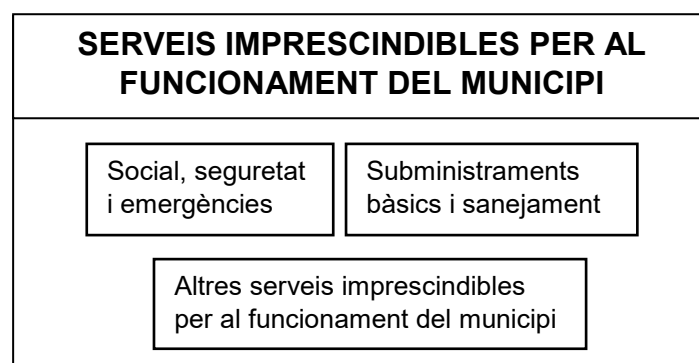 SERVEIS IMPRESCINDIBLES PER AL
FUNCIONAMENT DEL MUNICIPI
Social, seguretat
i emergències
Subministraments
bàsics i sanejament
Altres serveis imprescindibles
per al funcionament del municipi